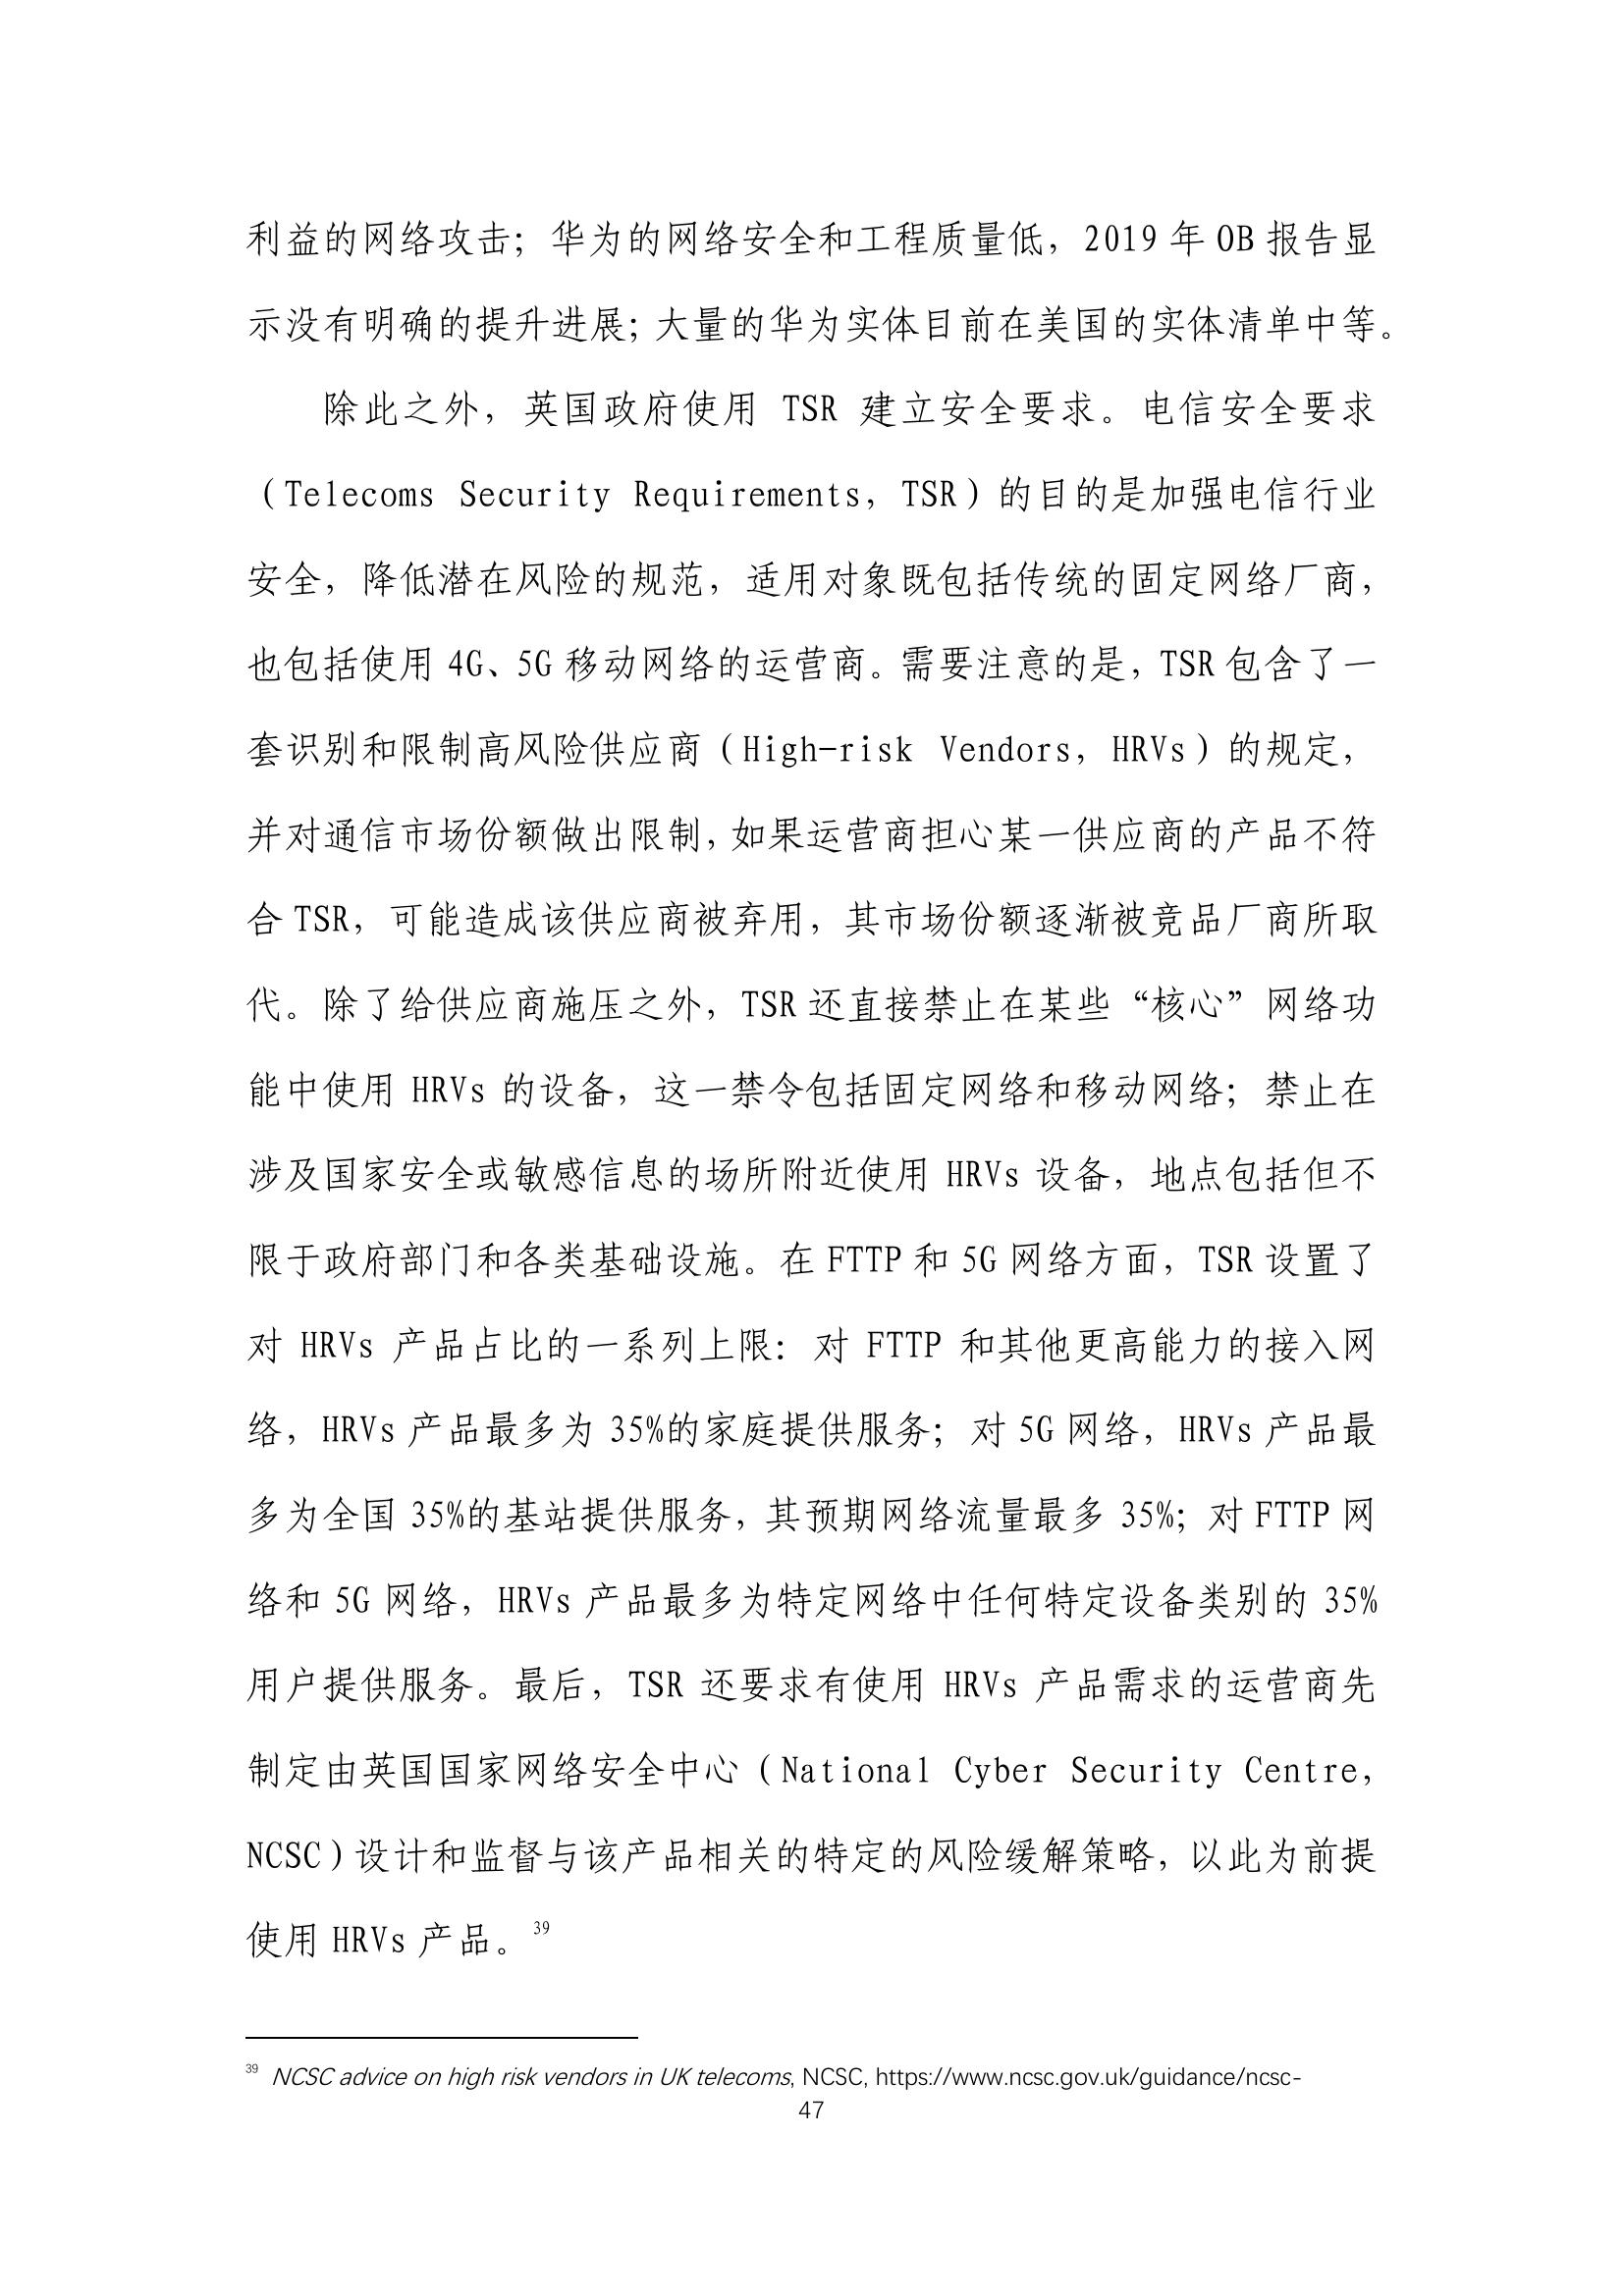 利益的网络攻击；华为的网络安全和工程质量低，2019 年 OB 报告显
示没有明确的提升进展；大量的华为实体目前在美国的实体清单中等。
除此之外，英国政府使用 TSR 建立安全要求。电信安全要求
（Telecoms Security Requirements，TSR）的目的是加强电信行业
安全，降低潜在风险的规范，适用对象既包括传统的固定网络厂商，
也包括使用 4G、5G 移动网络的运营商。需要注意的是，TSR 包含了一
套识别和限制高风险供应商（High-risk Vendors，HRVs）的规定，
并对通信市场份额做出限制，如果运营商担心某一供应商的产品不符
合 TSR，可能造成该供应商被弃用，其市场份额逐渐被竞品厂商所取
代。除了给供应商施压之外，TSR 还直接禁止在某些“核心”网络功
能中使用 HRVs 的设备，这一禁令包括固定网络和移动网络；禁止在
涉及国家安全或敏感信息的场所附近使用 HRVs 设备，地点包括但不
限于政府部门和各类基础设施。在 FTTP 和 5G 网络方面，TSR 设置了
对 HRVs 产品占比的一系列上限：对 FTTP 和其他更高能力的接入网
络，HRVs 产品最多为 35%的家庭提供服务；对 5G 网络，HRVs 产品最
多为全国 35%的基站提供服务，其预期网络流量最多 35%；对 FTTP 网
络和 5G 网络，HRVs 产品最多为特定网络中任何特定设备类别的 35%
用户提供服务。最后，TSR 还要求有使用 HRVs 产品需求的运营商先
制定由英国国家网络安全中心（National Cyber Security Centre，
NCSC）设计和监督与该产品相关的特定的风险缓解策略，以此为前提
使用 HRVs 产品。39
39 NCSC advice on high risk vendors in UK telecoms, NCSC, https://www.ncsc.gov.uk/guidance/ncsc-
47